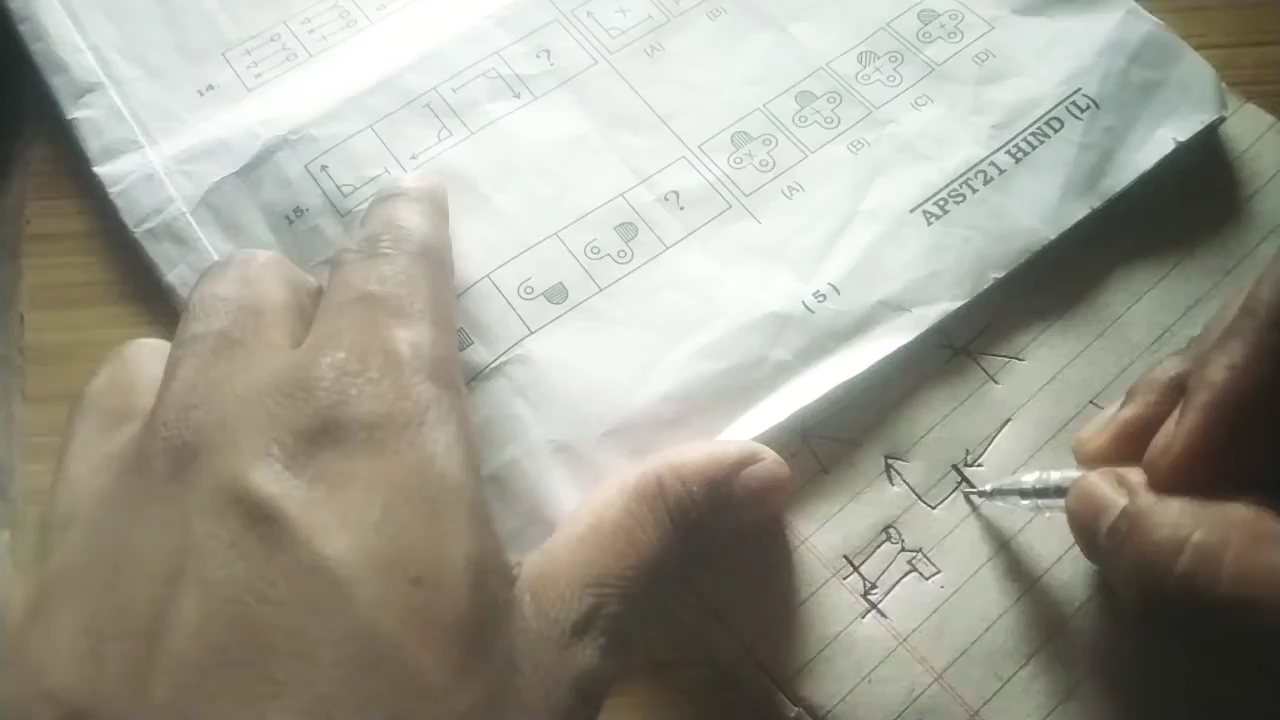 14.
15.
?
(A)
(B)
?
(A)
(B)
(C)
(D)
(5)
APST21 HIND (L)